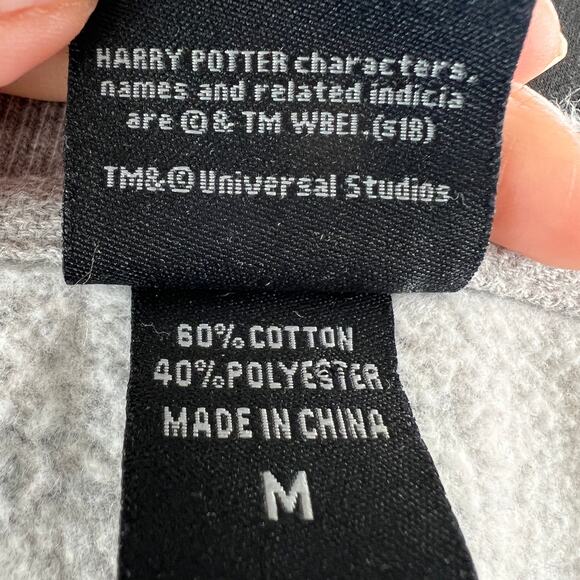 HARRY POTTER characters,
names and related indicia
are © & TM WBEI.(s18)
TM&© Universal Studios
60% COTTON
40% POLYESTER
MADE IN CHINA
M